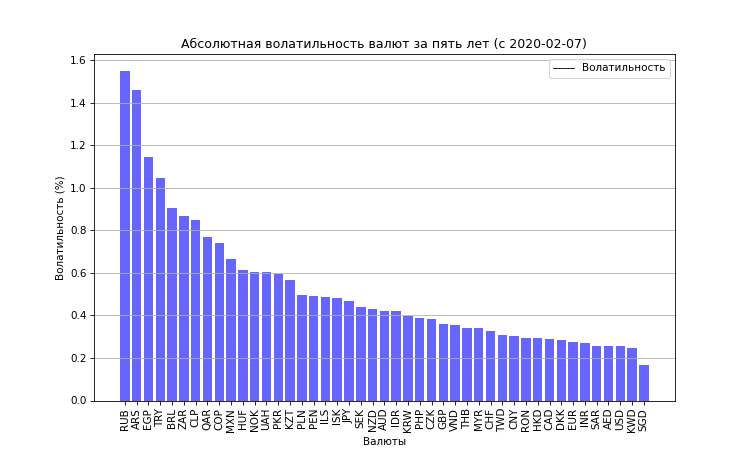 Абсолютная волатильность валют за пять лет (с 2020-02-07)
Волатильность
1.6
1.4
1.2
1.0
0.8
0.6
0.4
0.2
0.0
Волатильность (%)
RUB
ARS
EGP
TRY
BRL
ZAR
CLP
QAR
COP
MXN
HUF
NOK
UAH
PKR
KZT
PLN
PEN
ILS
ISK
JPY
SEK
NZD
AUD
IDR
KRW
PHP
CZK
GBP
VND
THB
MYR
CHF
TWD
CNY
RON
HKD
CAD
DKK
EUR
INR
SAR
AED
USD
KWD
SGD
Валюты